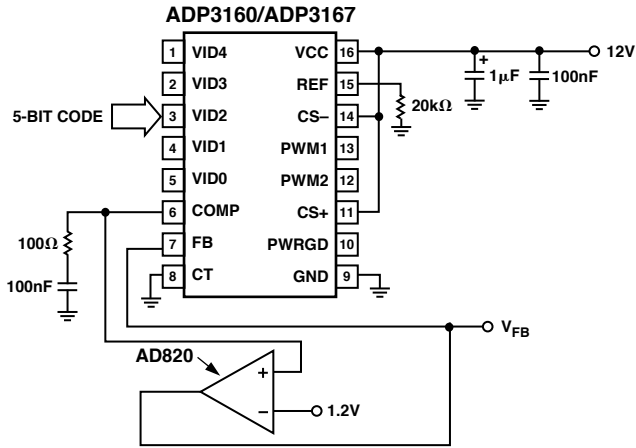 ADP3160/ADP3167
1 VID4 VCC 16 12V
2 VID3 REF 15 + 1μF 100nF
5-BIT CODE 3 VID2 CS– 14 20kΩ
4 VID1 PWM1 13
5 VID0 PWM2 12
6 COMP CS+ 11
100Ω 7 FB PWRGD 10
100nF 8 CT GND 9
VFB
AD820
+
– 1.2V